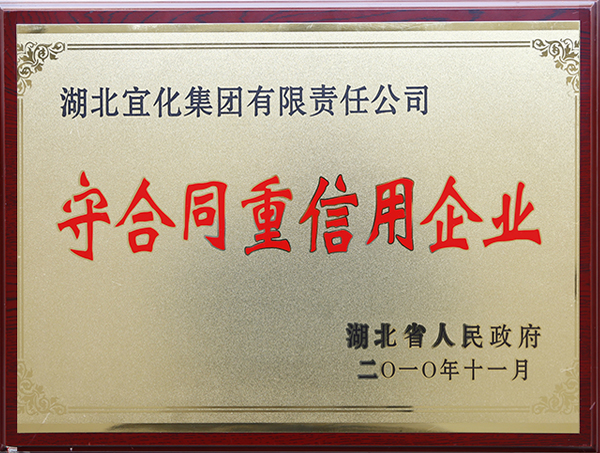 湖北宜化集团有限责任公司
守合同重信用企业
湖北省人民政府
二〇一〇年十一月